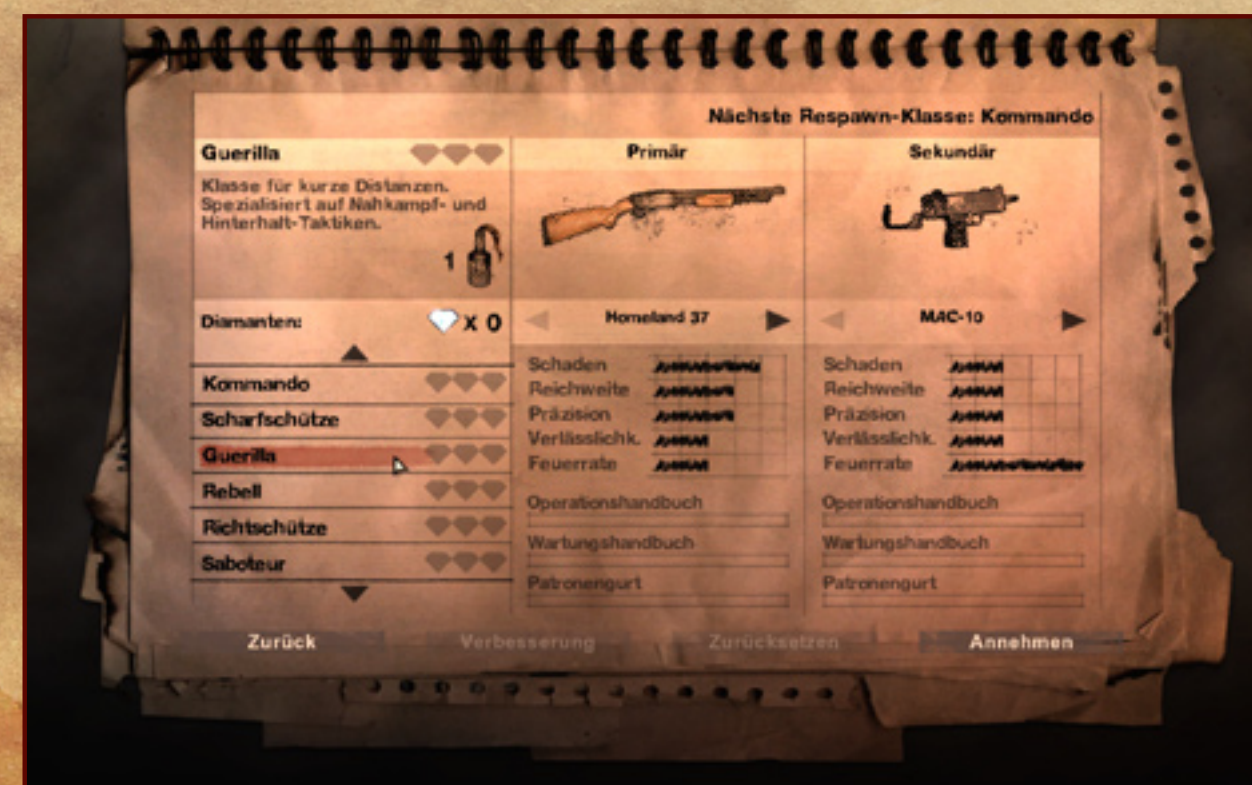 Nächste Respawn-Klasse: Kommando
Guerilla
Klasse für kurze Distanzen.
Spezialisiert auf Nahkampf- und
Hinterhalt-Taktiken.
1
Diamanten:
X 0
Kommando
Scharfschütze
Guerilla
Rebell
Richtschütze
Saboteur
Primär
Homeland 37
Schaden
Reichweite
Präzision
Verlässlichk.
Feuerrate
Operationshandbuch
Wartungshandbuch
Patronengurt
Sekundär
MAC-10
Schaden
Reichweite
Präzision
Verlässlichk.
Feuerrate
Operationshandbuch
Wartungshandbuch
Patronengurt
Zurück
Verbesserung
Zurücksetzen
Annehmen